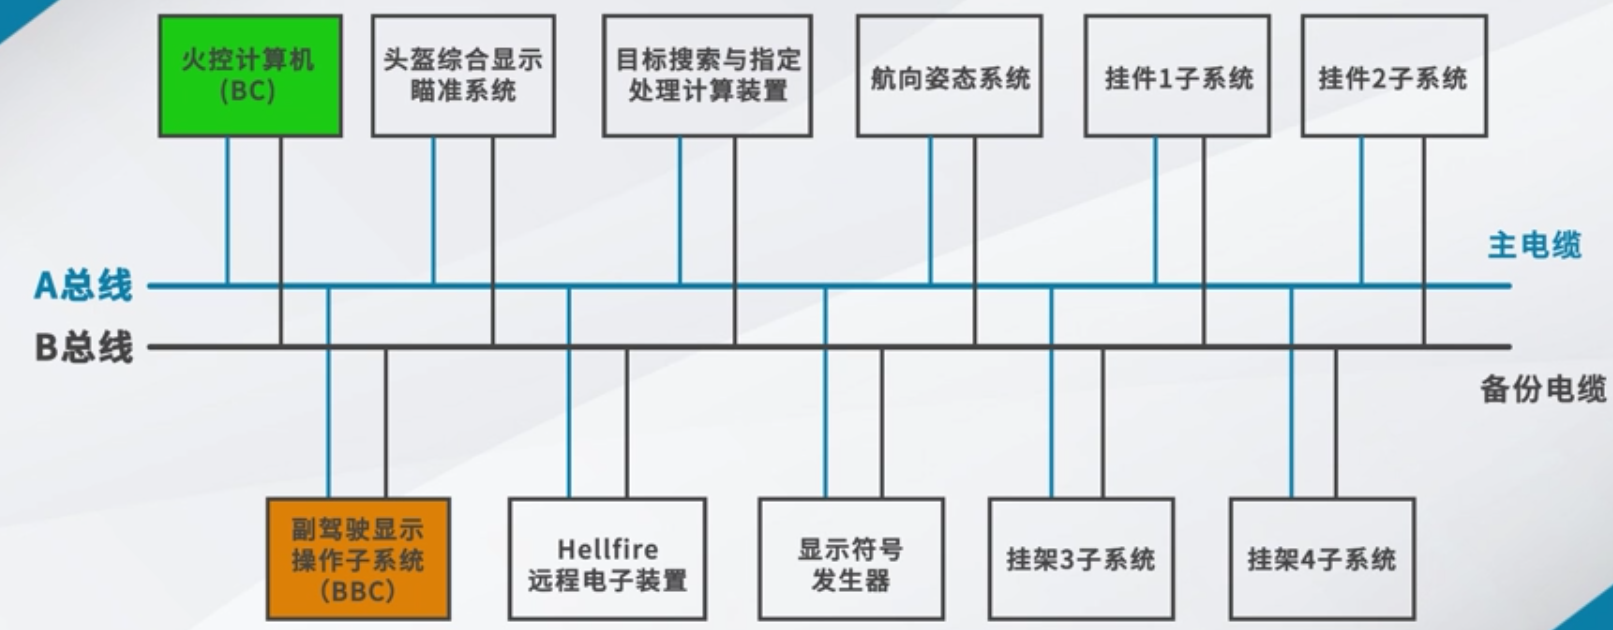 火控计算机
(BC)
头盔综合显示
瞄准系统
目标搜索与指定
处理计算装置
航向姿态系统
挂件1子系统
挂件2子系统
主电缆
A总线
B总线
备份电缆
副驾驶显示
操作子系统
（BBC）
Hellfire
远程电子装置
显示符号
发生器
挂架3子系统
挂架4子系统